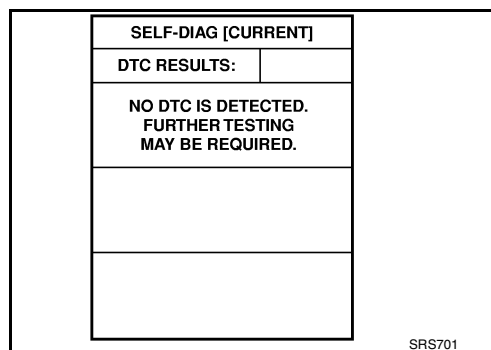 SELF-DIAG [CURRENT]
DTC RESULTS:
NO DTC IS DETECTED.
FURTHER TESTING
MAY BE REQUIRED.
SRS701